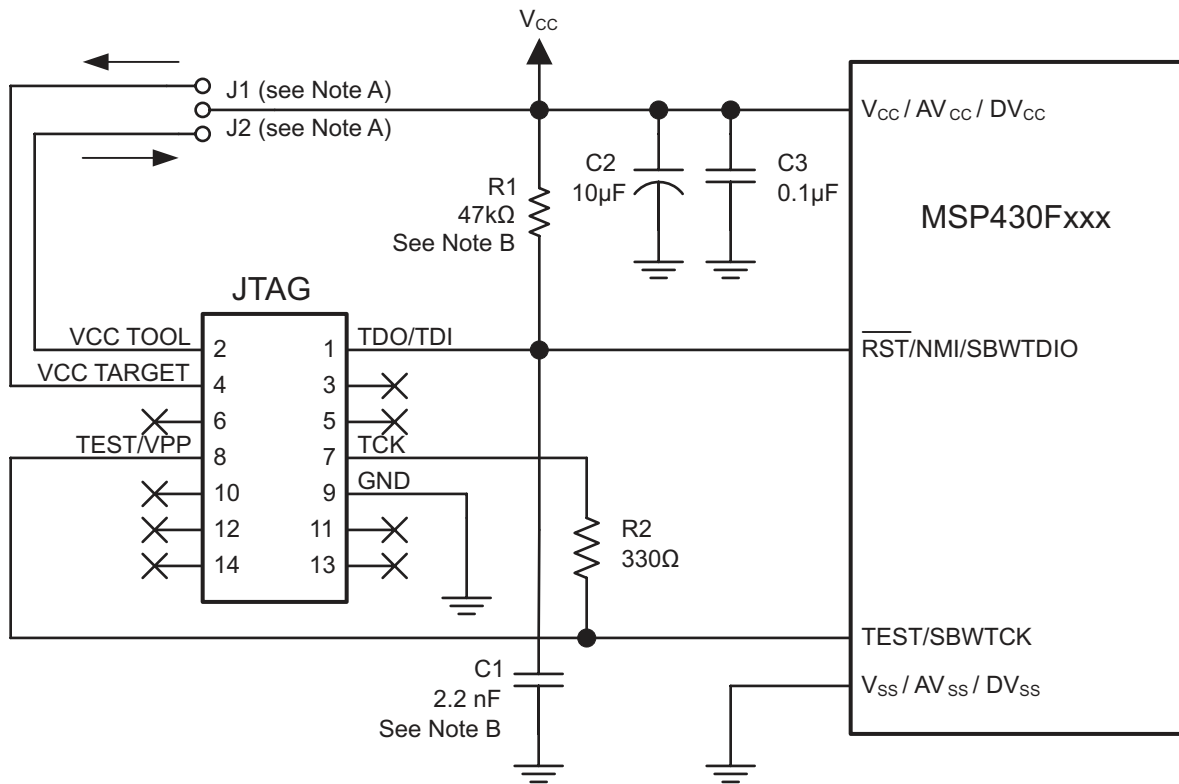 VCC
J1 (see Note A)
J2 (see Note A)
VCC / AVCC / DVCC
R1
47kΩ
See Note B
C2
10µF
C3
0.1µF
MSP430Fxxx
JTAG
VCC TOOL
2
1
TDO/TDI
RST/NMI/SBWTDIO
VCC TARGET
4
3
6
5
TEST/VPP
8
7
TCK
10
9
GND
12
11
14
13
R2
330Ω
TEST/SBWTCK
C1
2.2 nF
See Note B
VSS / AVSS / DVSS